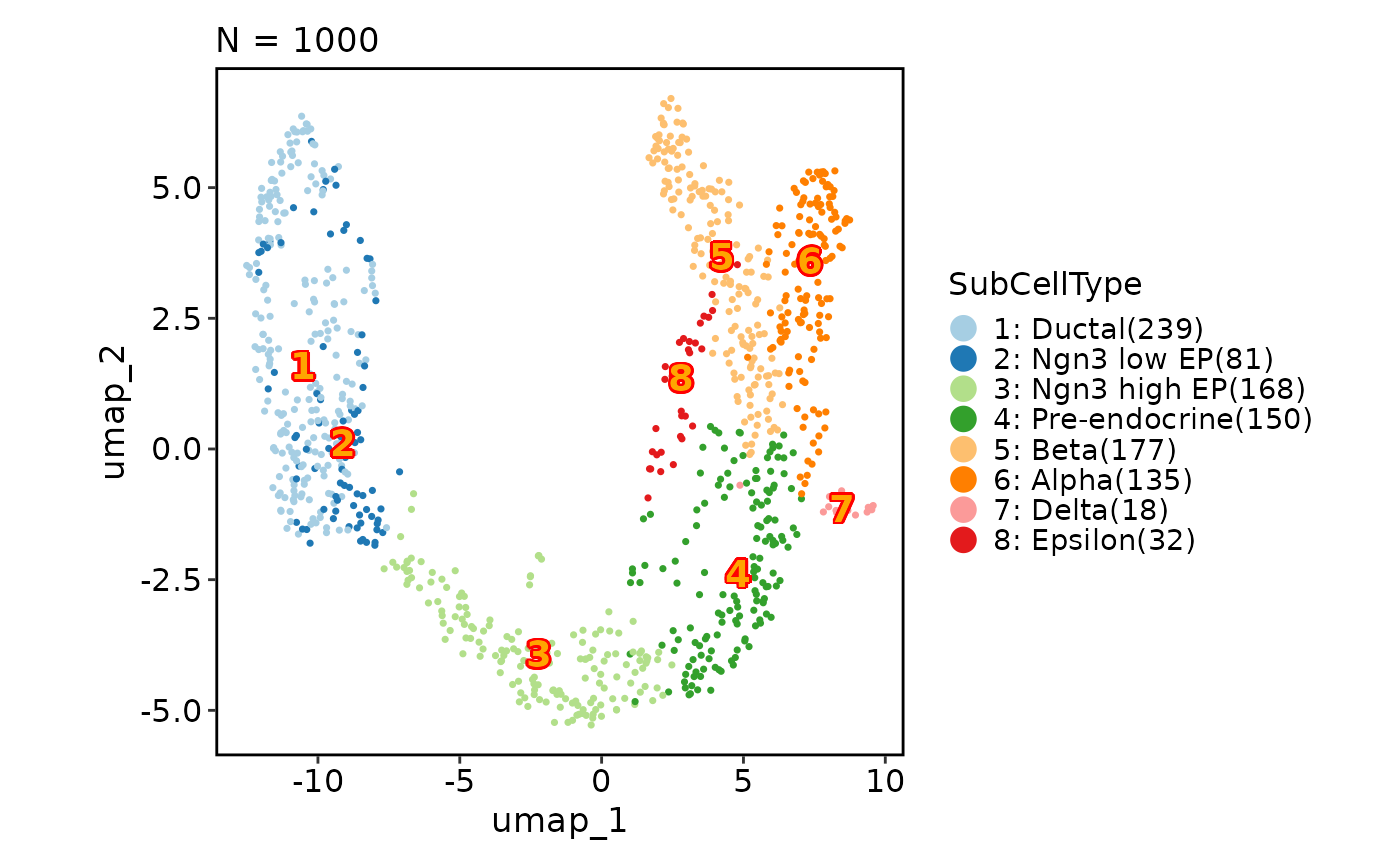 N = 1000
5.0
2.5
0.0
-2.5
-5.0
umap_2
1
2
3
4
5
6
7
8
-10
-5
0
5
10
umap_1
SubCellType
1: Ductal(239)
2: Ngn3 low EP(81)
3: Ngn3 high EP(168)
4: Pre-endocrine(150)
5: Beta(177)
6: Alpha(135)
7: Delta(18)
8: Epsilon(32)